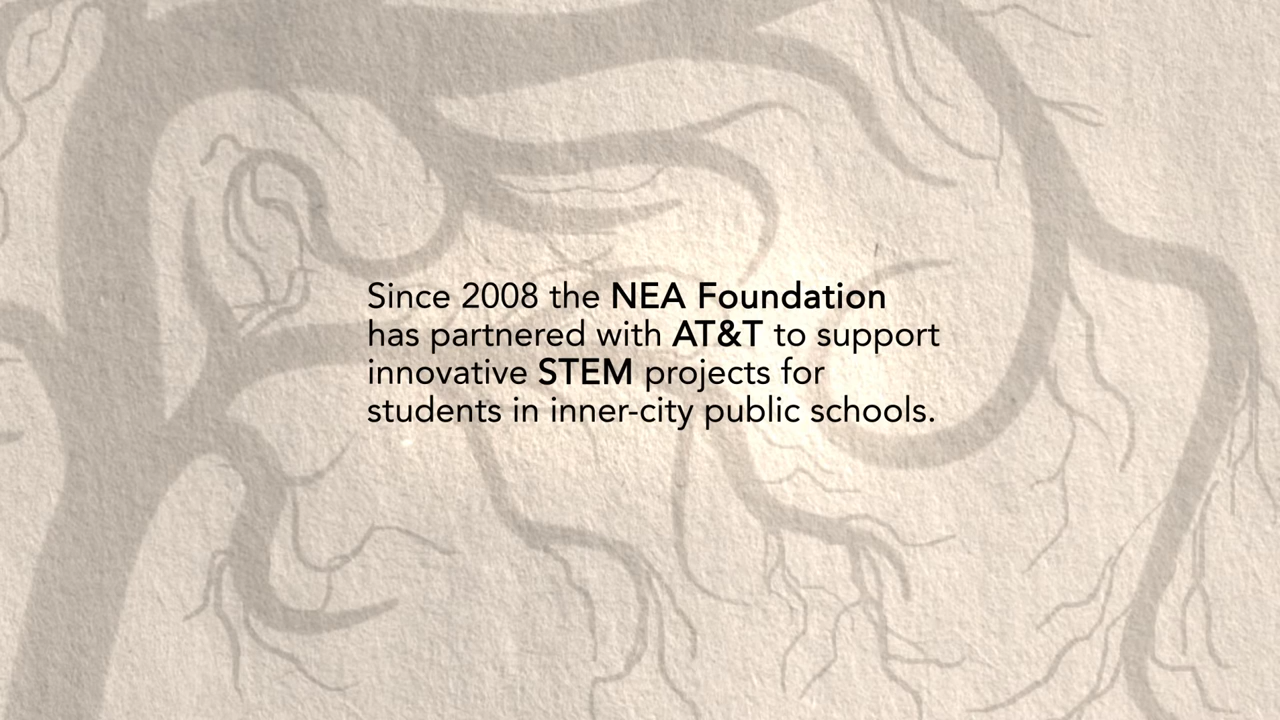 Since 2008 the NEA Foundation
has partnered with AT&T to support
innovative STEM projects for
students in inner-city public schools.